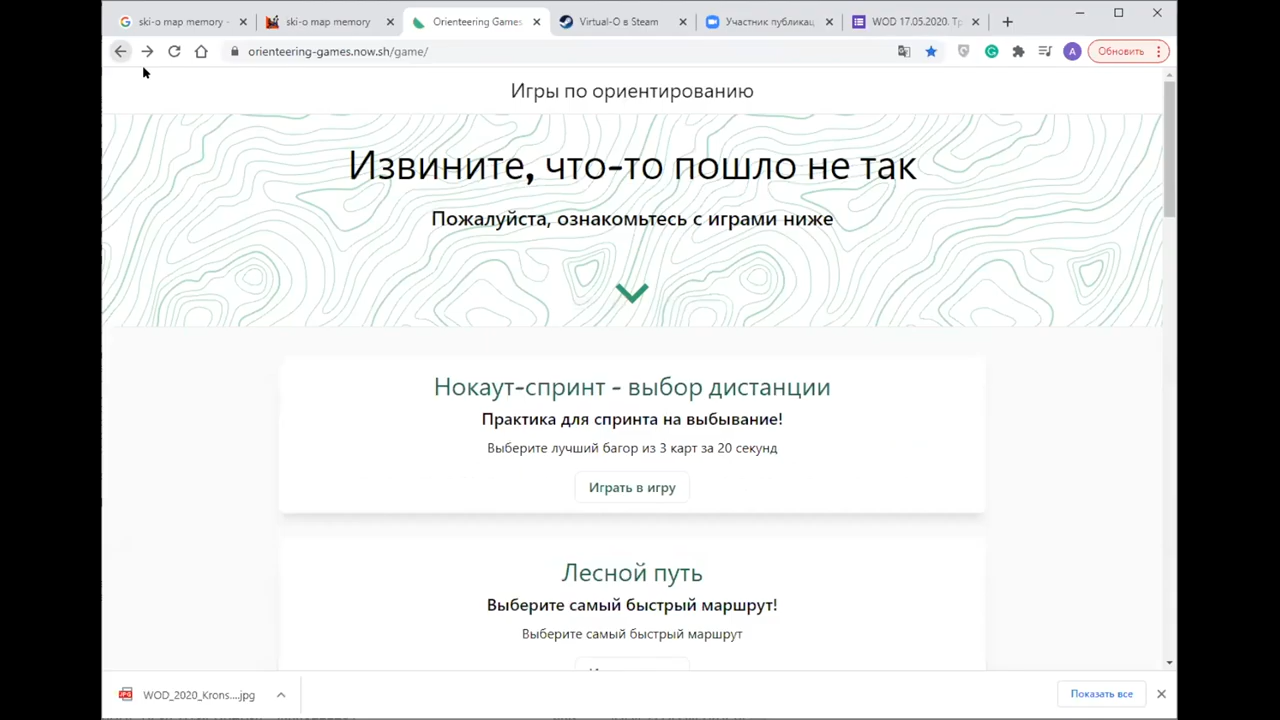 ski-o map memory -
ski-o map memory
Orienteering Games
Virtual-O в Steam
Участник публикац
WOD 17.05.2020. Тр
orienteering-games.now.sh/game/
A
Обновить
Игры по ориентированию
Извините, что-то пошло не так
Пожалуйста, ознакомьтесь с играми ниже
Нокаут-спринт - выбор дистанции
Практика для спринта на выбывание!
Выберите лучший багор из 3 карт за 20 секунд
Играть в игру
Лесной путь
Выберите самый быстрый маршрут!
Выберите самый быстрый маршрут
WOD_2020_Krons....jpg
Показать все